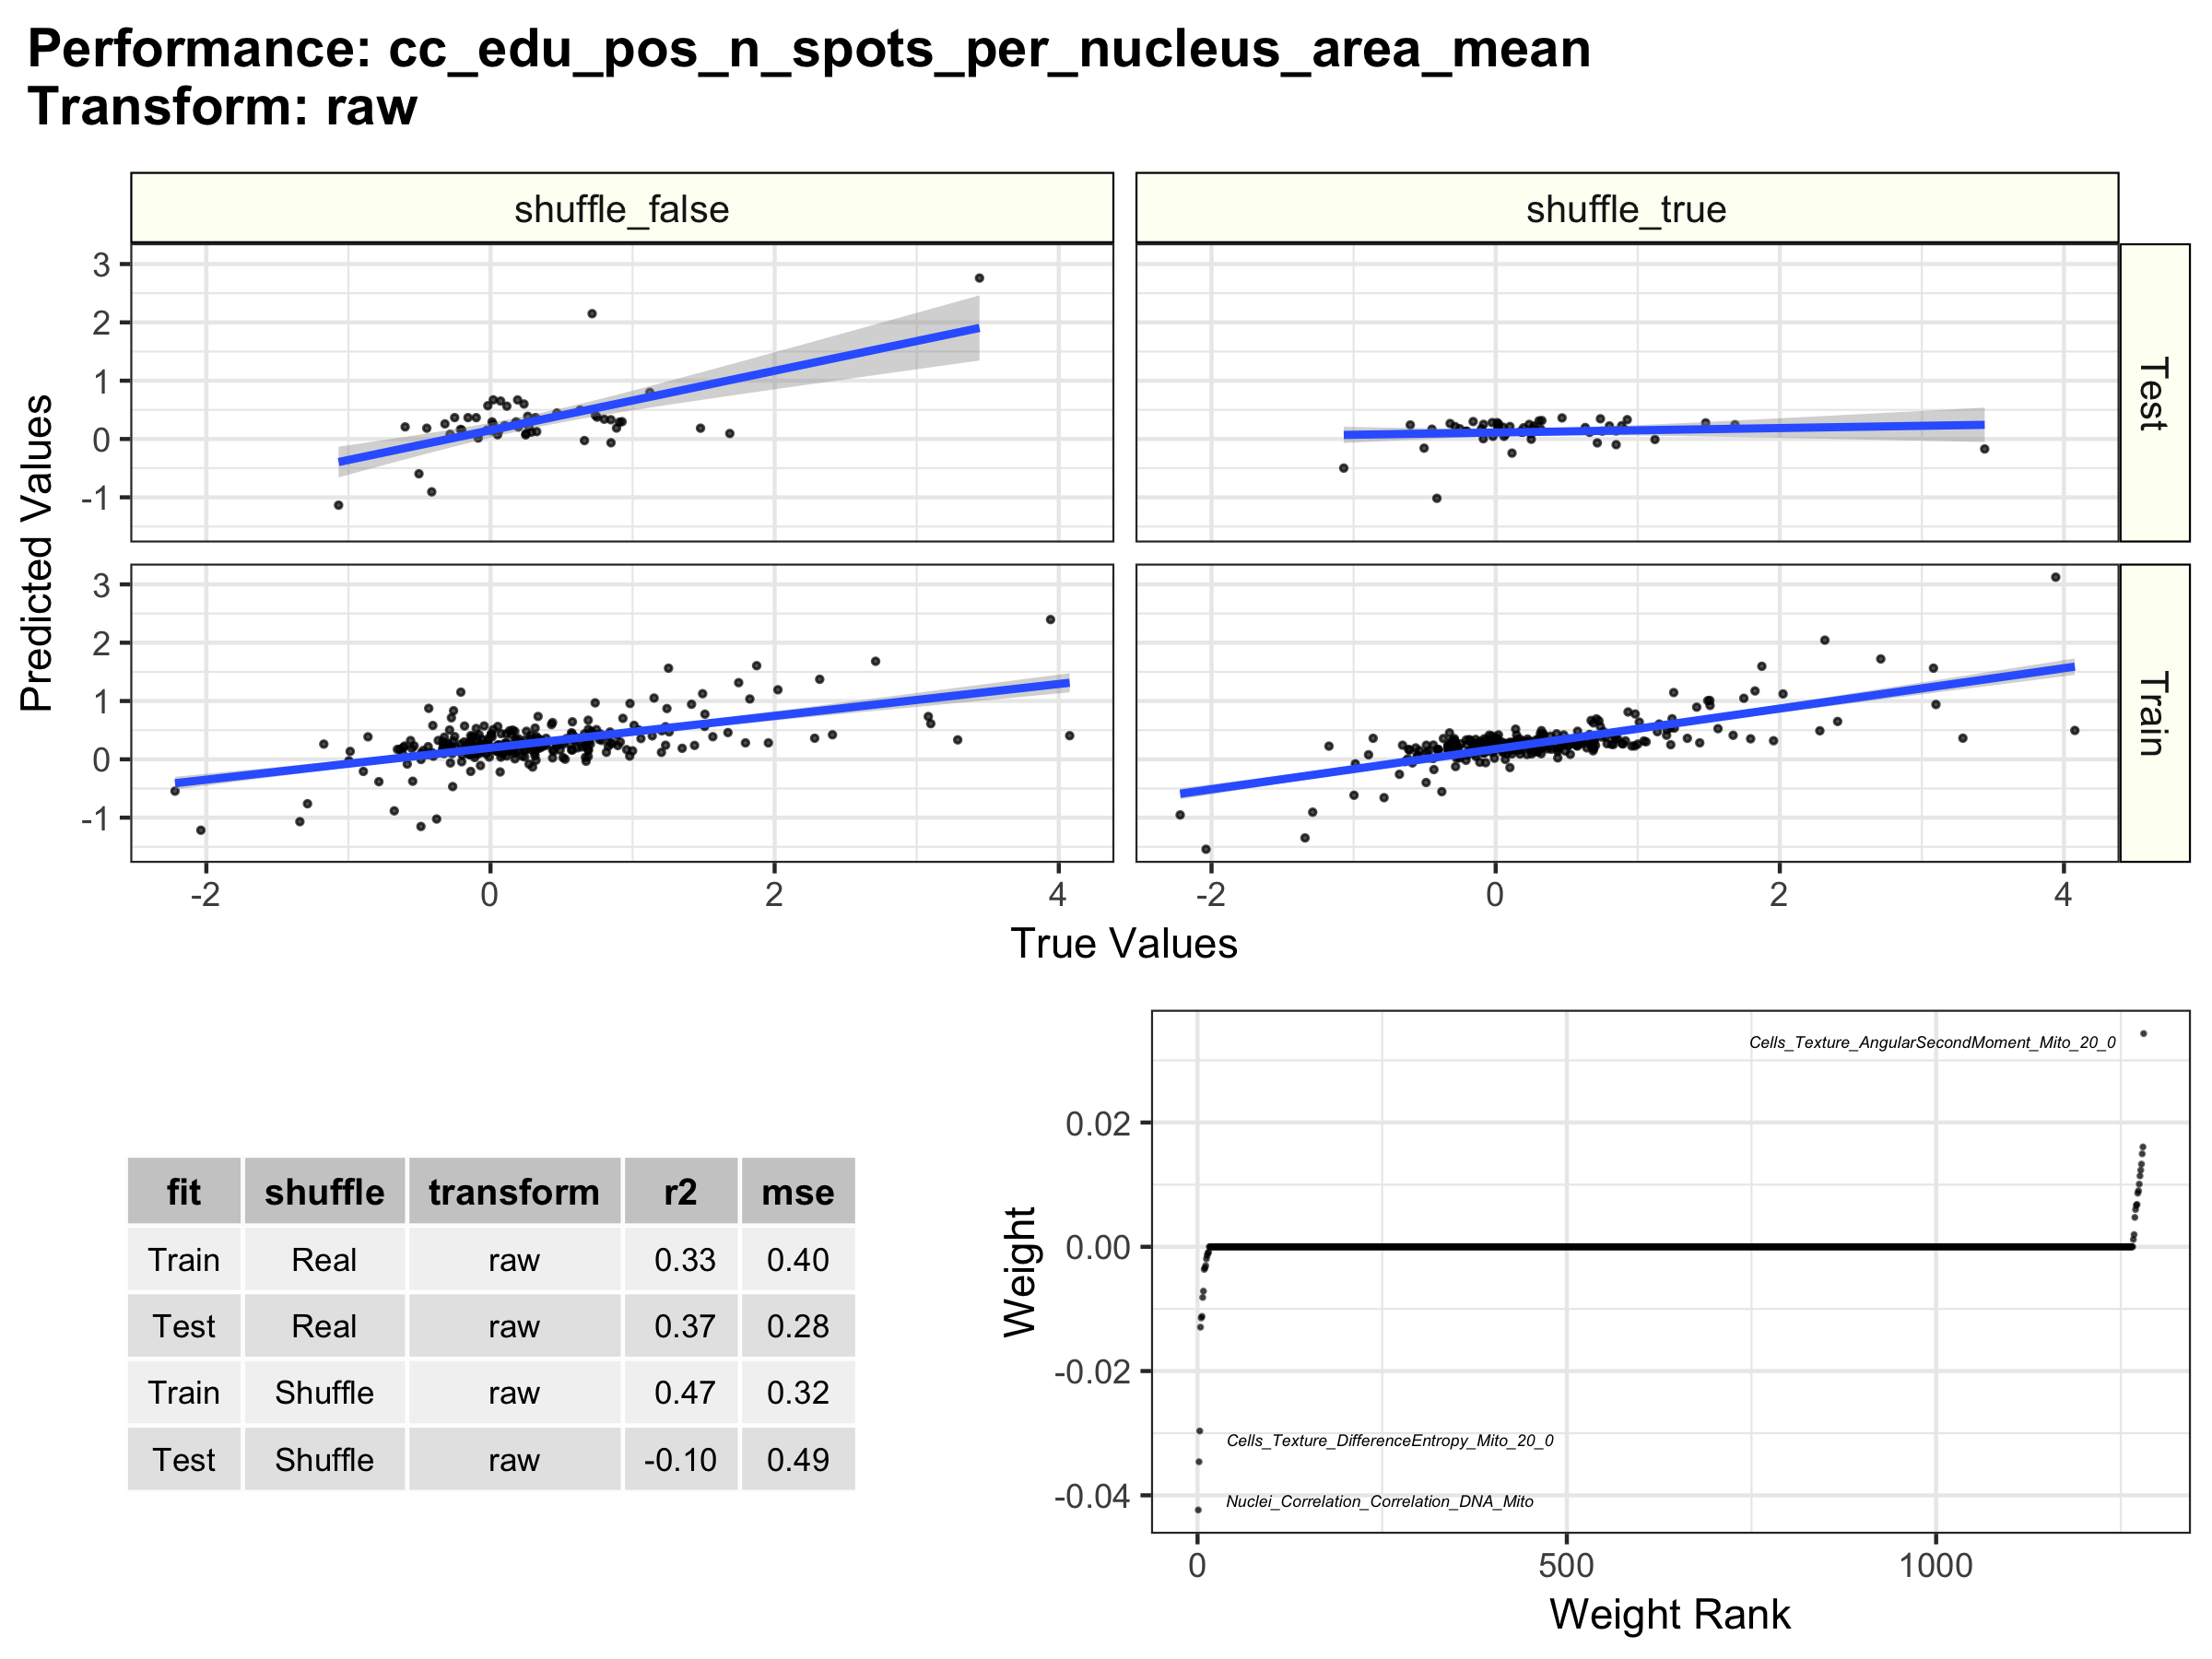 Performance: cc_edu_pos_n_spots_per_nucleus_area_mean
Transform: raw
shuffle_false
shuffle_true
3
2
1
0
-1
Test
3
2
1
0
-1
Train
Predicted Values
-2 0 2 4
-2 0 2 4
True Values
fit shuffle transform r2 mse
Train Real raw 0.33 0.40
Test Real raw 0.37 0.28
Train Shuffle raw 0.47 0.32
Test Shuffle raw -0.10 0.49
Cells_Texture_AngularSecondMoment_Mito_20_0
0.02
0.00
-0.02
-0.04
Weight
Cells_Texture_DifferenceEntropy_Mito_20_0
Nuclei_Correlation_Correlation_DNA_Mito
0 500 1000
Weight Rank